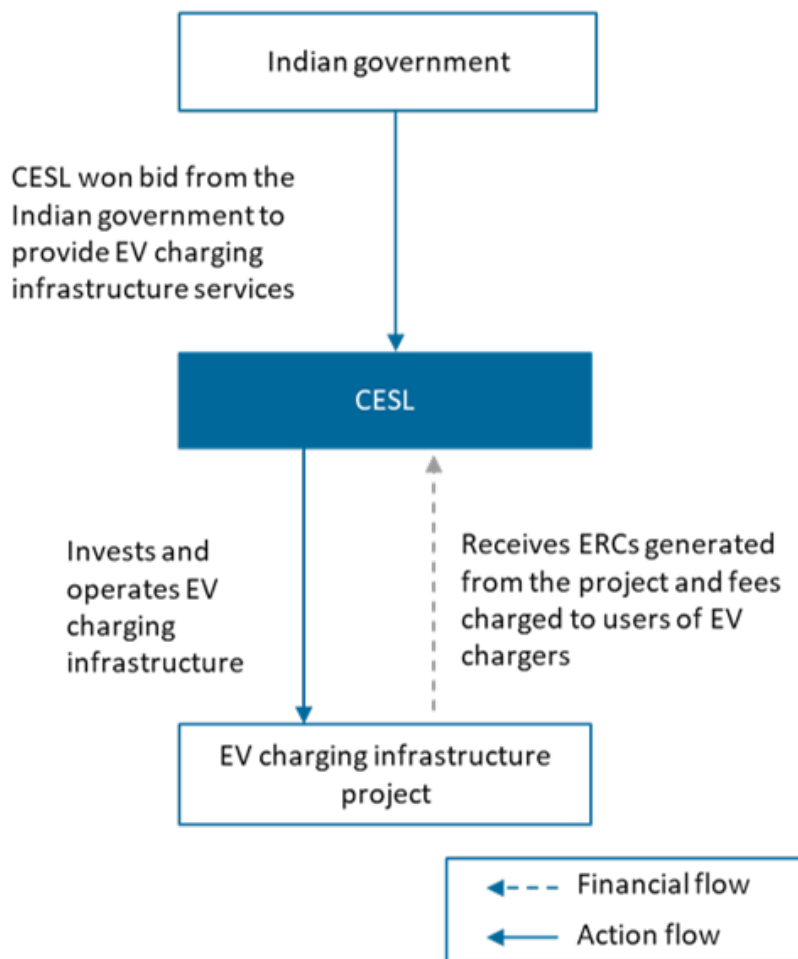 Indian government
CESL won bid from the
Indian government to
provide EV charging
infrastructure services
CESL
Invests and
operates EV
charging
infrastructure
Receives ERCs generated
from the project and fees
charged to users of EV
chargers
EV charging infrastructure
project
Financial flow
Action flow